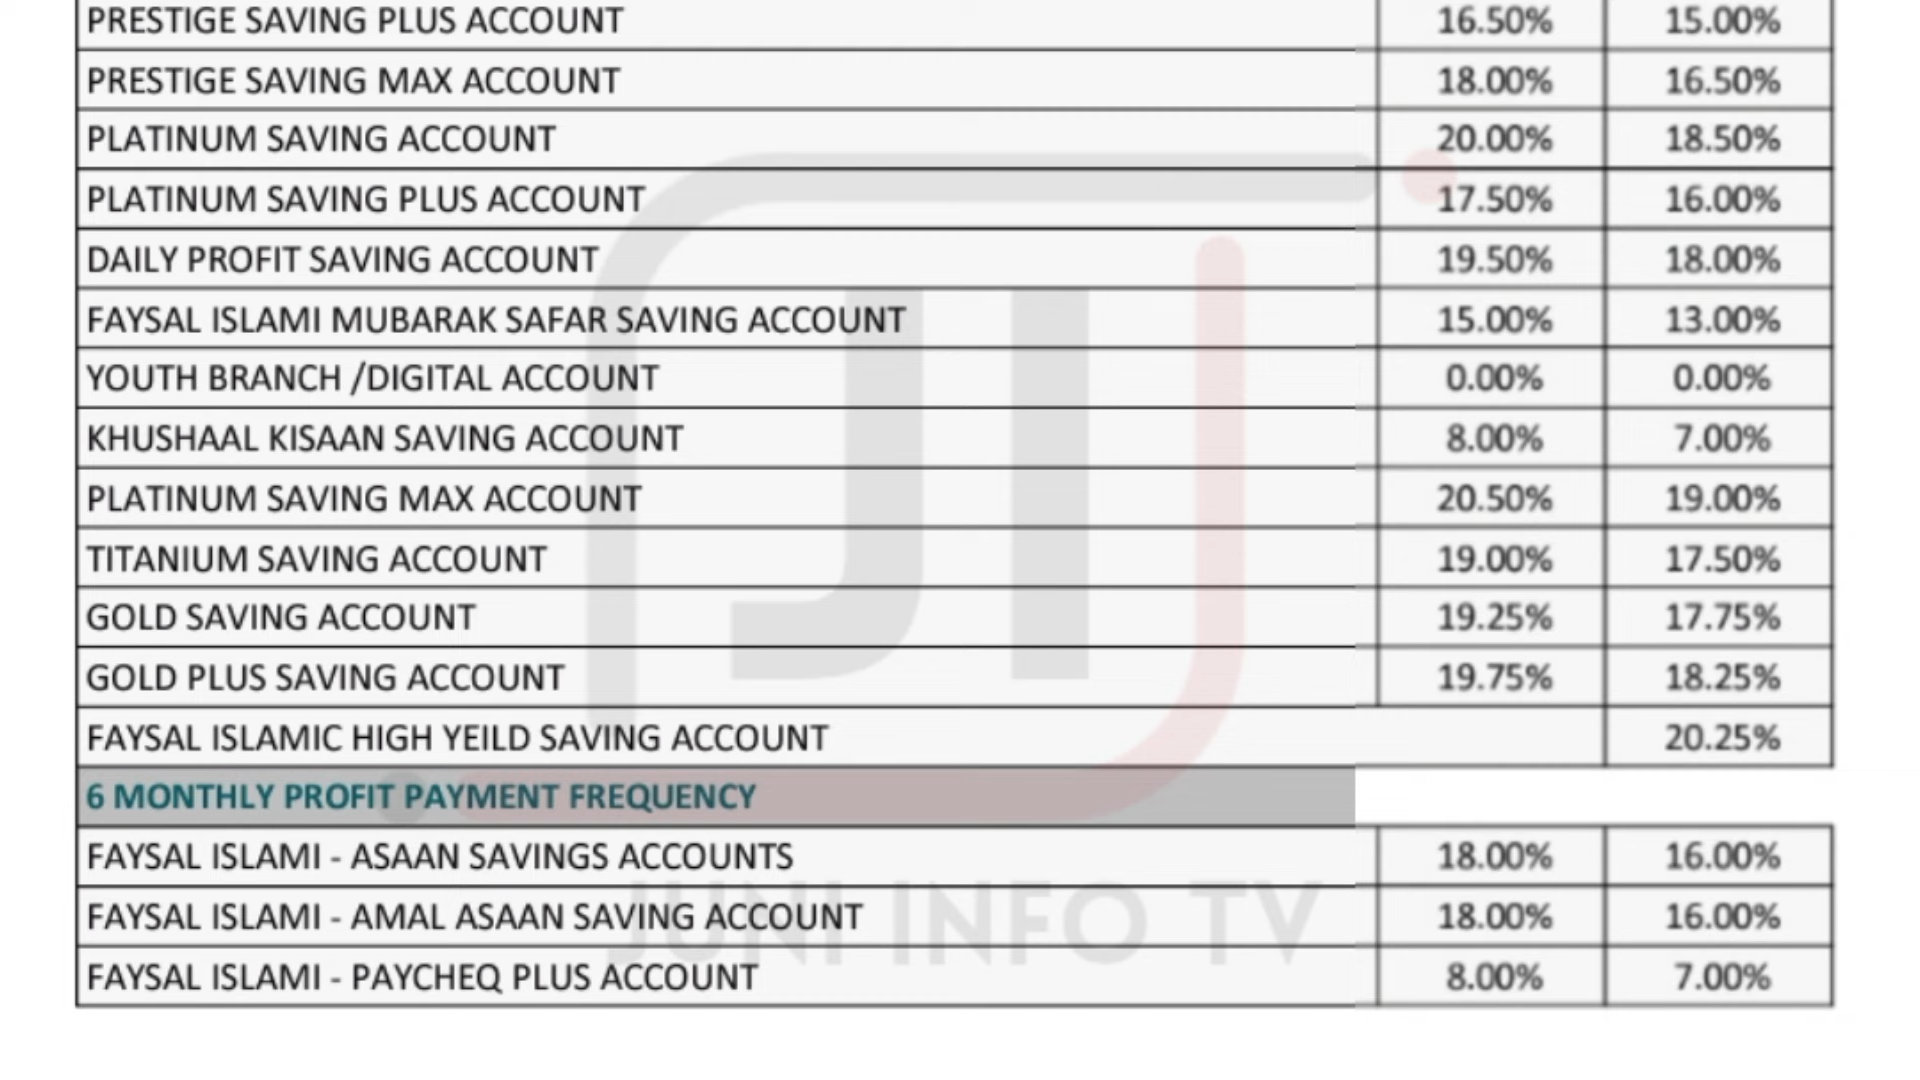 PRESTIGE SAVING PLUS ACCOUNT 16.50% 15.00%
PRESTIGE SAVING MAX ACCOUNT 18.00% 16.50%
PLATINUM SAVING ACCOUNT 20.00% 18.50%
PLATINUM SAVING PLUS ACCOUNT 17.50% 16.00%
DAILY PROFIT SAVING ACCOUNT 19.50% 18.00%
FAYSAL ISLAMI MUBARAK SAFAR SAVING ACCOUNT 15.00% 13.00%
YOUTH BRANCH /DIGITAL ACCOUNT 0.00% 0.00%
KHUSHAAL KISAAN SAVING ACCOUNT 8.00% 7.00%
PLATINUM SAVING MAX ACCOUNT 20.50% 19.00%
TITANIUM SAVING ACCOUNT 19.00% 17.50%
GOLD SAVING ACCOUNT 19.25% 17.75%
GOLD PLUS SAVING ACCOUNT 19.75% 18.25%
FAYSAL ISLAMIC HIGH YEILD SAVING ACCOUNT 20.25%
6 MONTHLY PROFIT PAYMENT FREQUENCY
FAYSAL ISLAMI - ASAAN SAVINGS ACCOUNTS 18.00% 16.00%
FAYSAL ISLAMI - AMAL ASAAN SAVING ACCOUNT 18.00% 16.00%
FAYSAL ISLAMI - PAYCHEQ PLUS ACCOUNT 8.00% 7.00%
JI
JUNI INFO TV